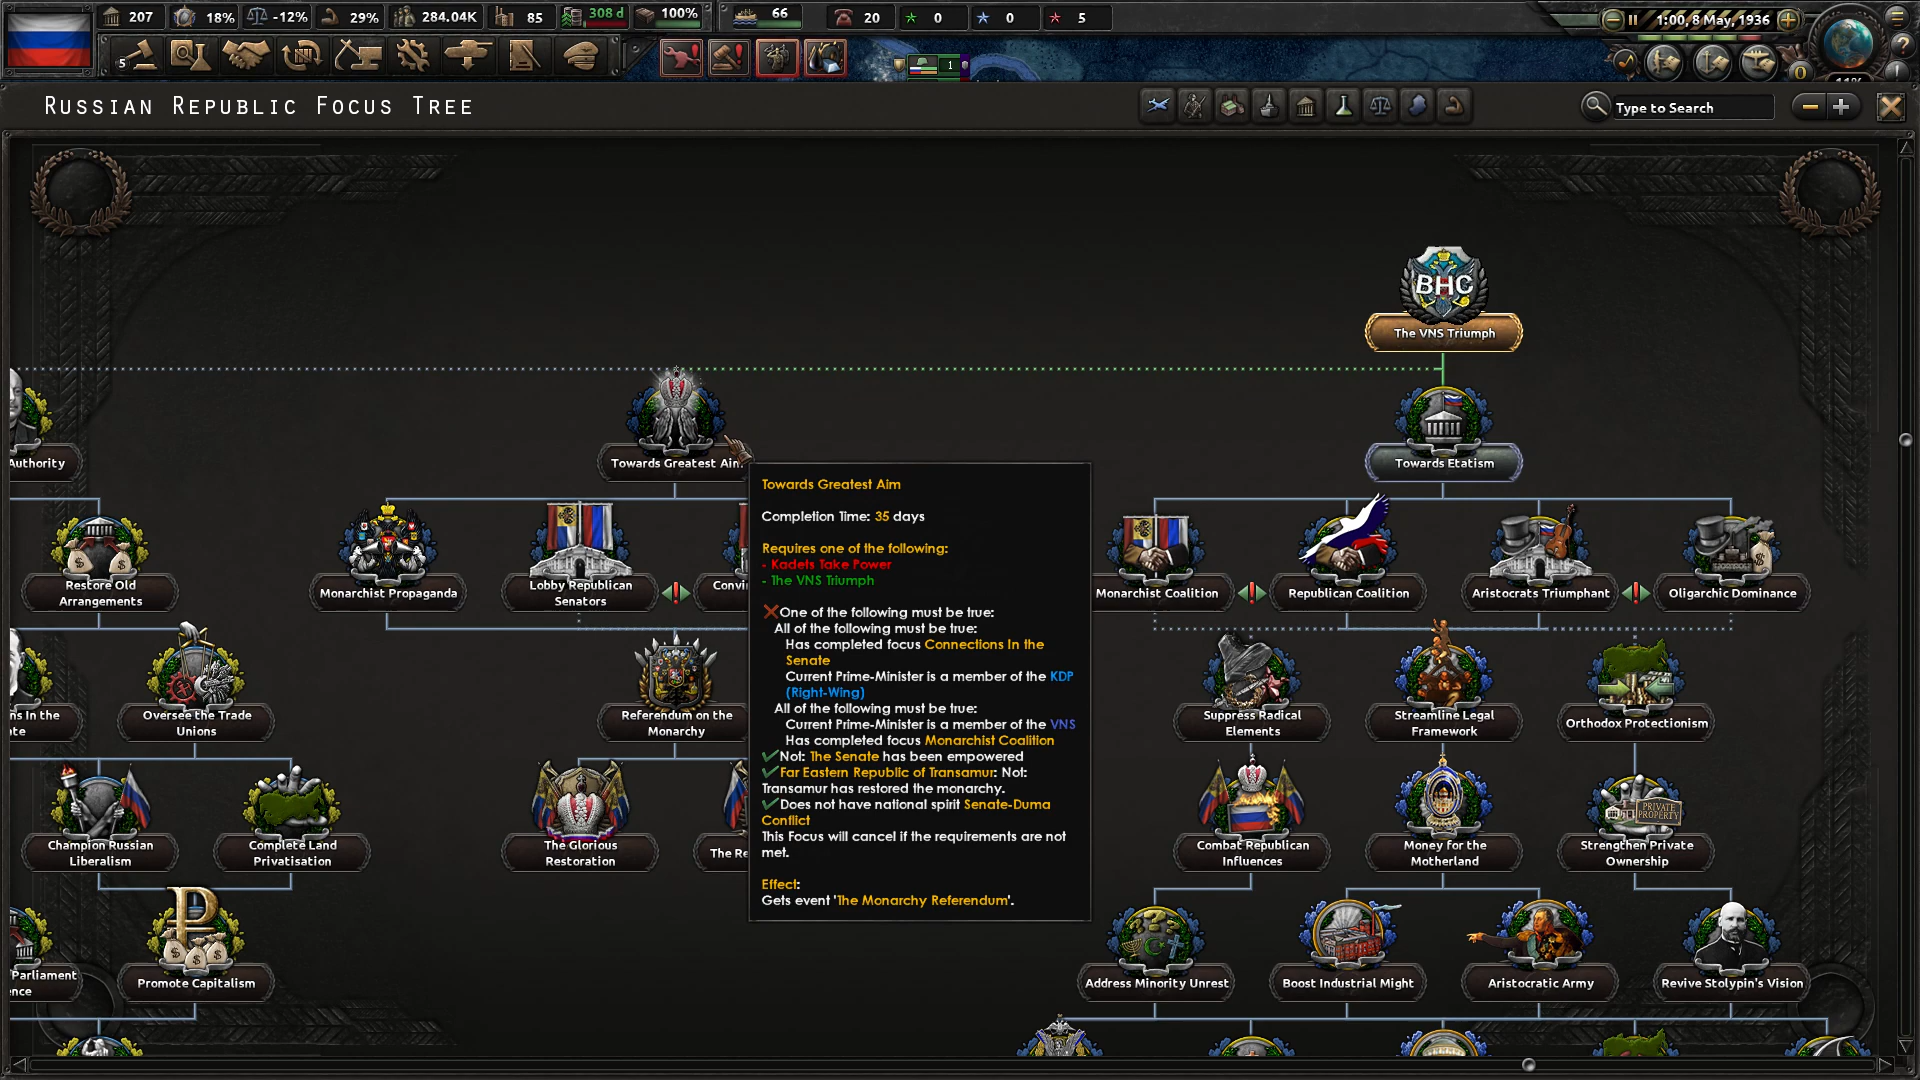 207
18%
-12%
29%
284.04K
85
308 d
100%
66
20
0
0
5
1:00, 8 May, 1936
5
1
0
11%
RUSSIAN REPUBLIC FOCUS TREE
Type to Search
ВНС
The VNS Triumph
Authority
Towards Greatest Aim
Towards Etatism
Restore Old
Arrangements
Monarchist Propaganda
Lobby Republican
Senators
Monarchist Coalition
Republican Coalition
Aristocrats Triumphant
Oligarchic Dominance
Oversee the Trade
Unions
Referendum on the
Monarchy
Suppress Radical
Elements
Streamline Legal
Framework
Orthodox Protectionism
Champion Russian
Liberalism
Complete Land
Privatisation
The Glorious
Restoration
Combat Republican
Influences
Money for the
Motherland
PRIVATE
PROPERTY
Strengthen Private
Ownership
Parliament
Promote Capitalism
Address Minority Unrest
Boost Industrial Might
Aristocratic Army
Revive Stolypin's Vision
Towards Greatest Aim
Completion Time: 35 days
Requires one of the following:
- Kadets Take Power
- The VNS Triumph
One of the following must be true:
All of the following must be true:
Has completed focus Connections In the
Senate
Current Prime-Minister is a member of the KDP
(Right-Wing)
All of the following must be true:
Current Prime-Minister is a member of the VNS
Has completed focus Monarchist Coalition
Not: The Senate has been empowered
Far Eastern Republic of Transamur: Not:
Transamur has restored the monarchy.
Does not have national spirit Senate-Duma
Conflict
This Focus will cancel if the requirements are not
met.
Effect:
Gets event 'The Monarchy Referendum'.